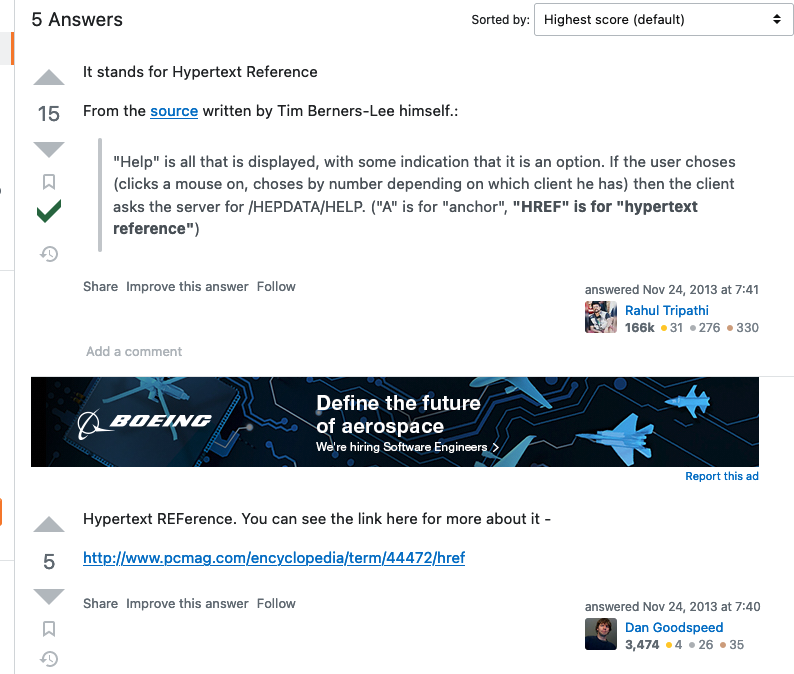 5 Answers
Sorted by: Highest score (default)
It stands for Hypertext Reference
15
From the source written by Tim Berners-Lee himself.:
"Help" is all that is displayed, with some indication that it is an option. If the user choses
(clicks a mouse on, choses by number depending on which client he has) then the client
asks the server for /HEPDATA/HELP. ("A" is for "anchor", "HREF" is for "hypertext
reference")
Share Improve this answer Follow
answered Nov 24, 2013 at 7:41
Rahul Tripathi
166k 31 276 330
Add a comment
BOEING
Define the future
of aerospace
We're hiring Software Engineers >
Report this ad
Hypertext REFerence. You can see the link here for more about it -
5
http://www.pcmag.com/encyclopedia/term/44472/href
Share Improve this answer Follow
answered Nov 24, 2013 at 7:40
Dan Goodspeed
3,474 4 26 35